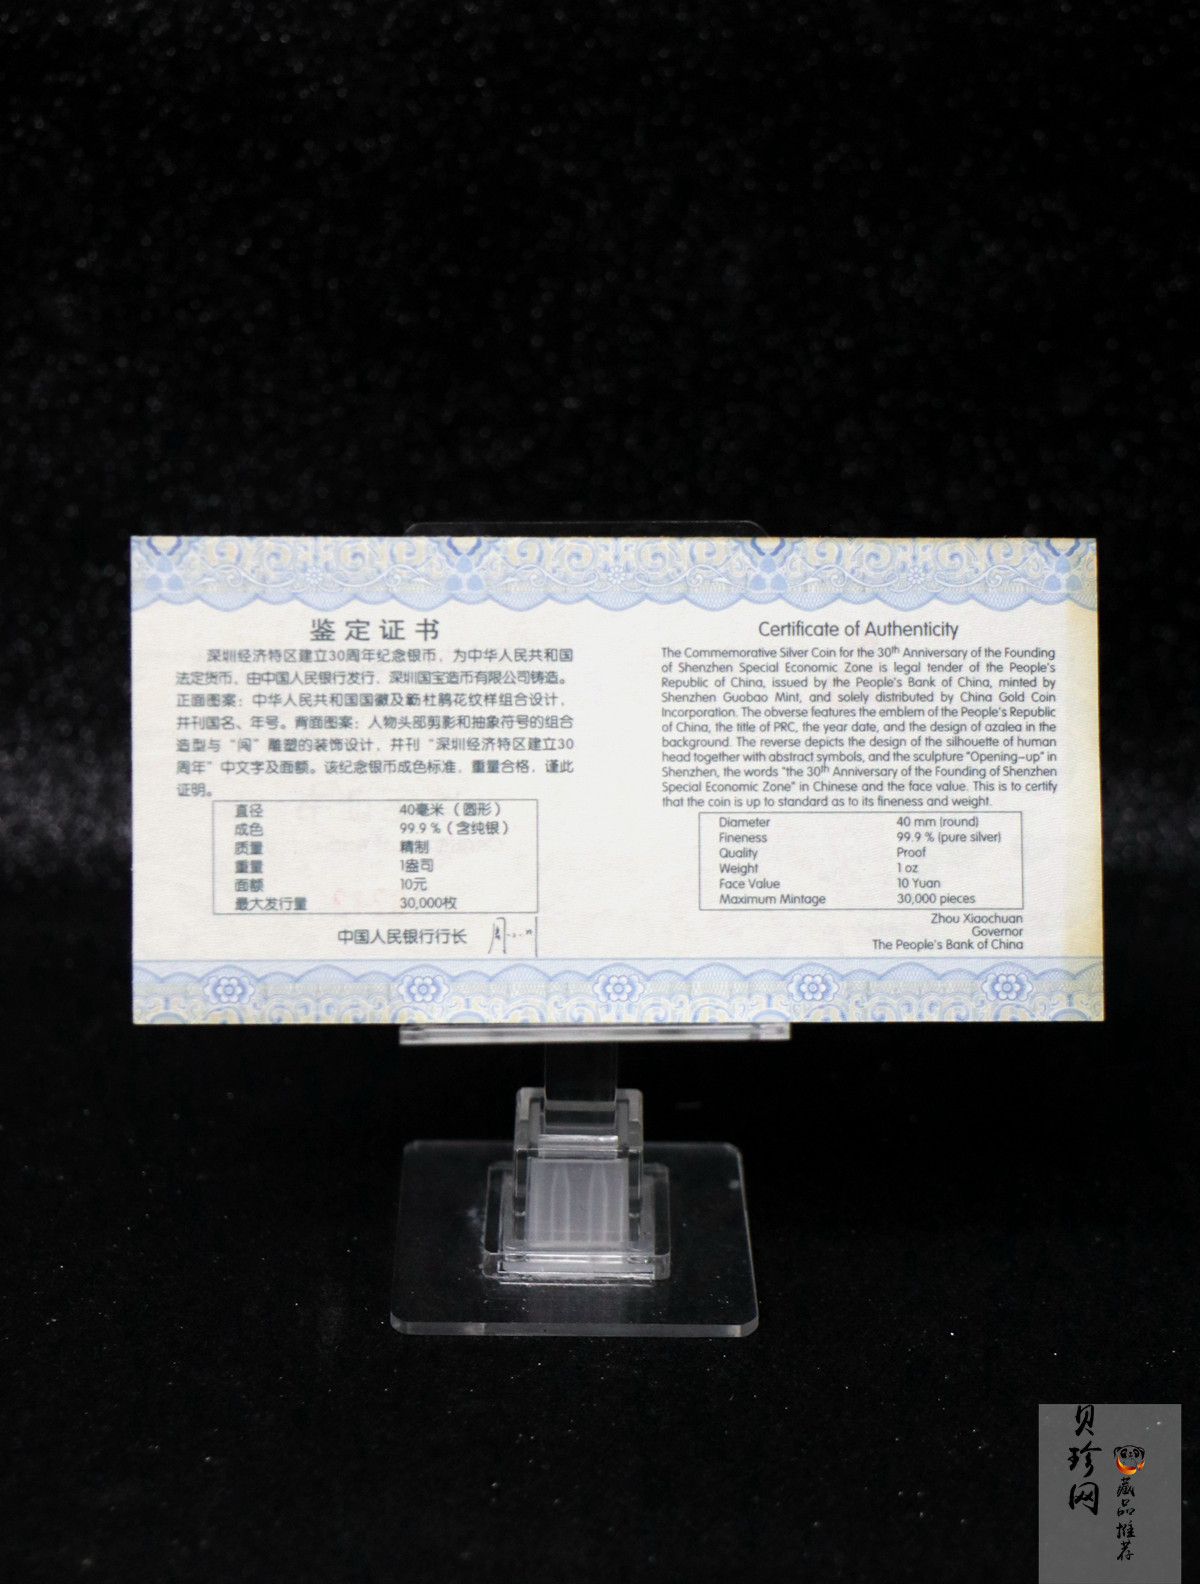 鉴定证书
深圳经济特区建立30周年纪念银币，为中华人民共和国
法定货币，由中国人民银行发行，深圳国宝造币有限公司铸造。
正面图案：中华人民共和国国徽及簕杜鹃花纹样组合设计，
并刊国名、年号。背面图案：人物头部剪影和抽象符号的组合
造型与“闯”雕塑的装饰设计，并刊“深圳经济特区建立30
周年”中文字及面额。该纪念银币成色标准，重量合格，谨此
证明。
直径 40毫米（圆形）
成色 99.9 %（含纯银）
质量 精制
重量 1盎司
面额 10元
最大发行量 30,000枚
中国人民银行行长
Certificate of Authenticity
The Commemorative Silver Coin for the 30th Anniversary of the Founding
of Shenzhen Special Economic Zone is legal tender of the People's
Republic of China, issued by the People's Bank of China, minted by
Shenzhen Guobao Mint, and solely distributed by China Gold Coin
Incorporation. The obverse features the emblem of the People's Republic
of China, the title of PRC, the year date, and the design of azalea in the
background. The reverse depicts the design of the silhouette of human
head together with abstract symbols, and the sculpture "Opening-up" in
Shenzhen, the words "the 30th Anniversary of the Founding of Shenzhen
Special Economic Zone" in Chinese and the face value. This is to certify
that the coin is up to standard as to its fineness and weight.
Diameter 40 mm (round)
Fineness 99.9 % (pure silver)
Quality Proof
Weight 1 oz
Face Value 10 Yuan
Maximum Mintage 30,000 pieces
Zhou Xiaochuan
Governor
The People's Bank of China
贝珍网
藏品推荐